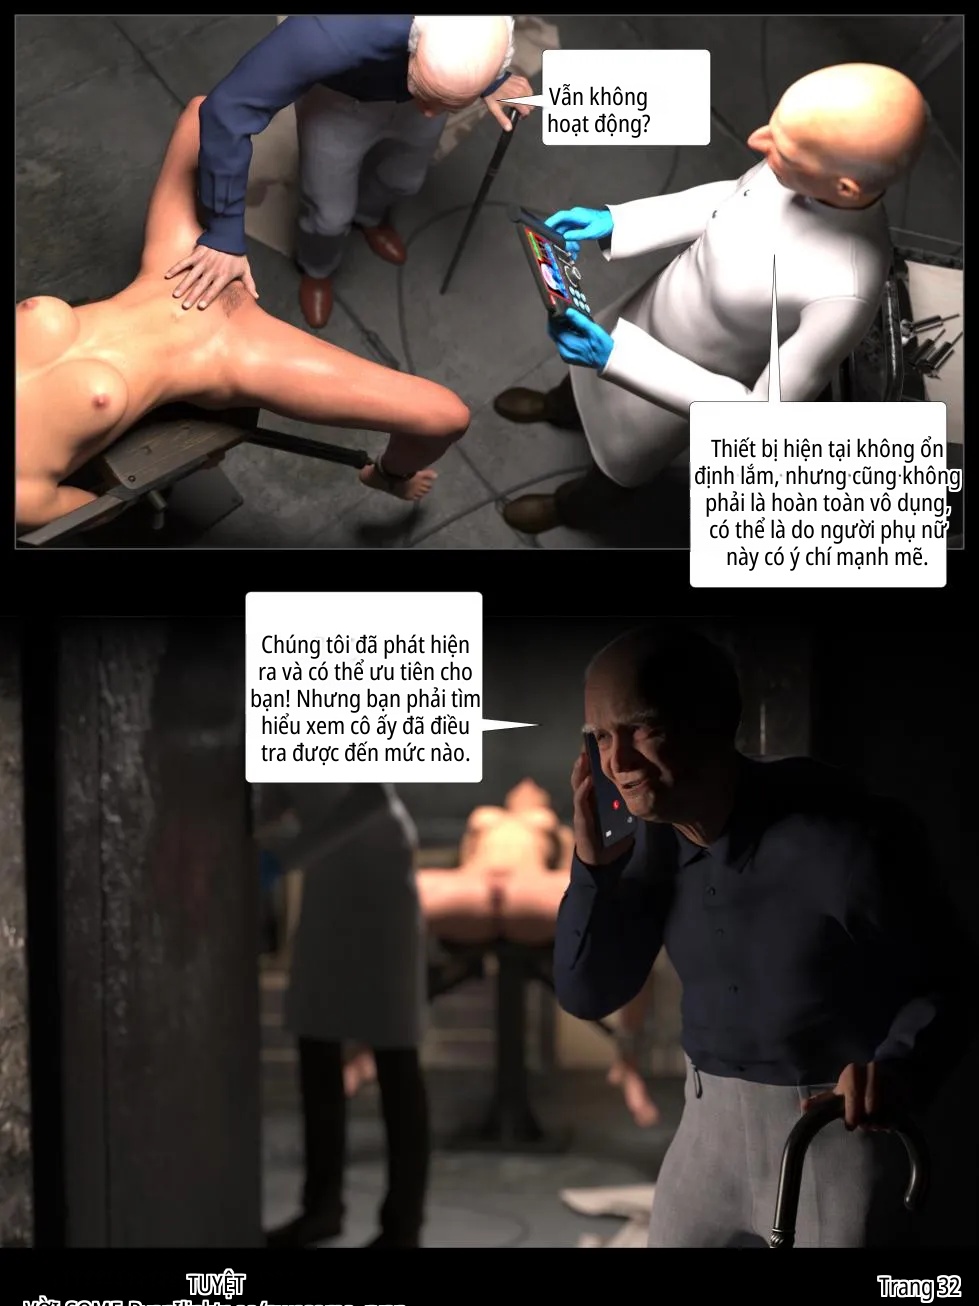 Vẫn không
hoạt động?
Thiết bị hiện tại không ổn
định lắm, nhưng cũng không
phải là hoàn toàn vô dụng,
có thể là do người phụ nữ
này có ý chí mạnh mẽ.
Chúng tôi đã phát hiện
ra và có thể ưu tiên cho
bạn! Nhưng bạn phải tìm
hiểu xem cô ấy đã điều
tra được đến mức nào.
TUYỆT
Trang 32